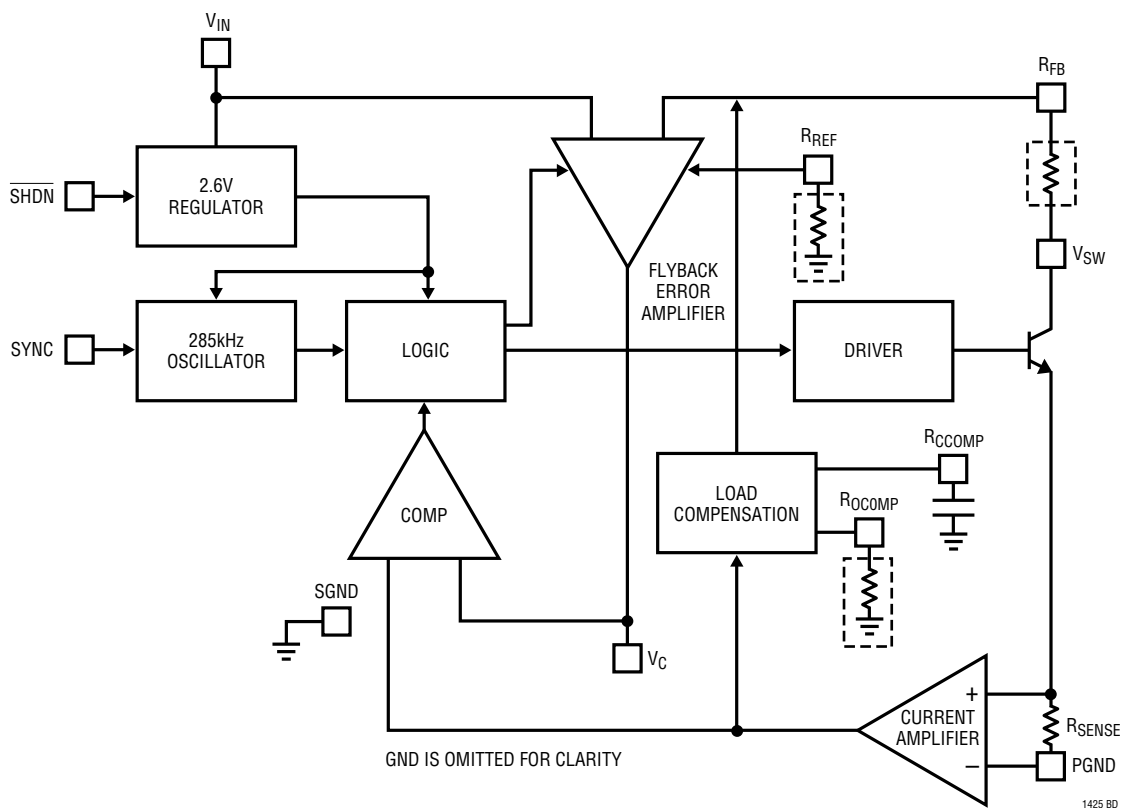 VIN
RFB
RREF
SHDN
2.6V
REGULATOR
VSW
FLYBACK
ERROR
AMPLIFIER
SYNC
285kHz
OSCILLATOR
LOGIC
DRIVER
RCCOMP
LOAD
COMPENSATION
ROCOMP
COMP
SGND
VC
+
CURRENT
AMPLIFIER
–
RSENSE
PGND
GND IS OMITTED FOR CLARITY
1425 BD